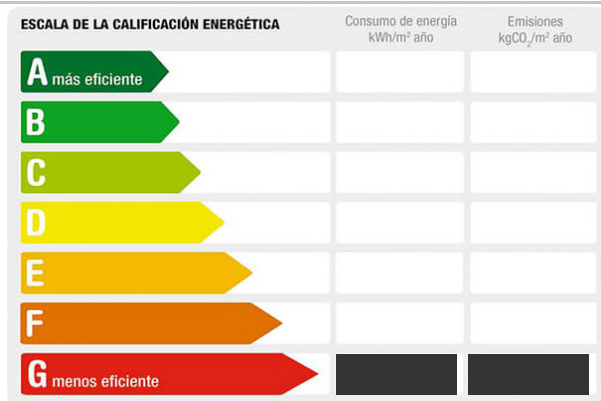 ESCALA DE LA CALIFICACIÓN ENERGÉTICA
Consumo de energía
kWh/m² año
Emisiones
kgCO₂/m² año
A más eficiente
B
C
D
E
F
G menos eficiente